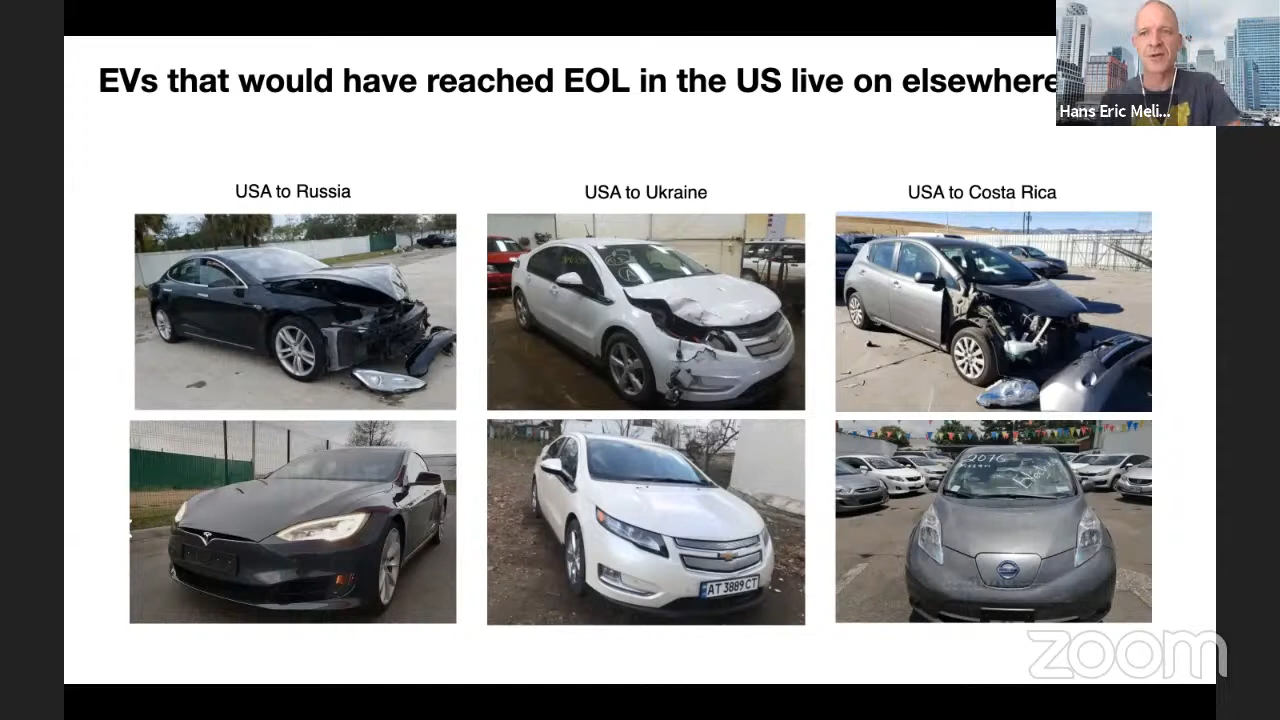 EVs that would have reached EOL in the US live on elsewhere
Hans Eric Meli...
USA to Russia
USA to Ukraine
USA to Costa Rica
AT 3889 CT
2076
zoom